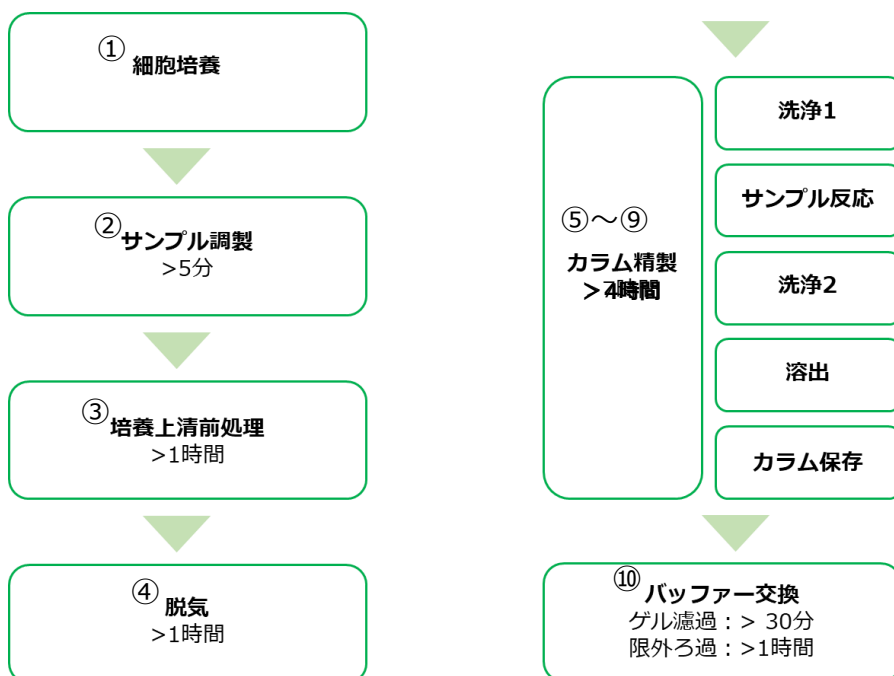 ① 細胞培養
② サンプル調製
>5分
③ 培養上清前処理
>1時間
④ 脱気
>1時間
⑤～⑨
カラム精製
＞4時間
洗浄1
サンプル反応
洗浄2
溶出
カラム保存
⑩ バッファー交換
ゲル濾過：> 30分
限外ろ過：>1時間